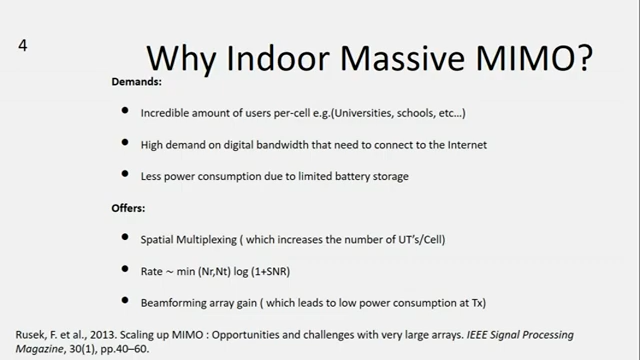 4
Why Indoor Massive MIMO?
Demands:
• Incredible amount of users per-cell e.g.(Universities, schools, etc...)
• High demand on digital bandwidth that need to connect to the Internet
• Less power consumption due to limited battery storage
Offers:
• Spatial Multiplexing ( which increases the number of UT's/Cell)
• Rate ~ min (Nr,Nt) log (1+SNR)
• Beamforming array gain ( which leads to low power consumption at Tx)
Rusek, F. et al., 2013. Scaling up MIMO : Opportunities and challenges with very large arrays. IEEE Signal Processing
Magazine, 30(1), pp.40–60.